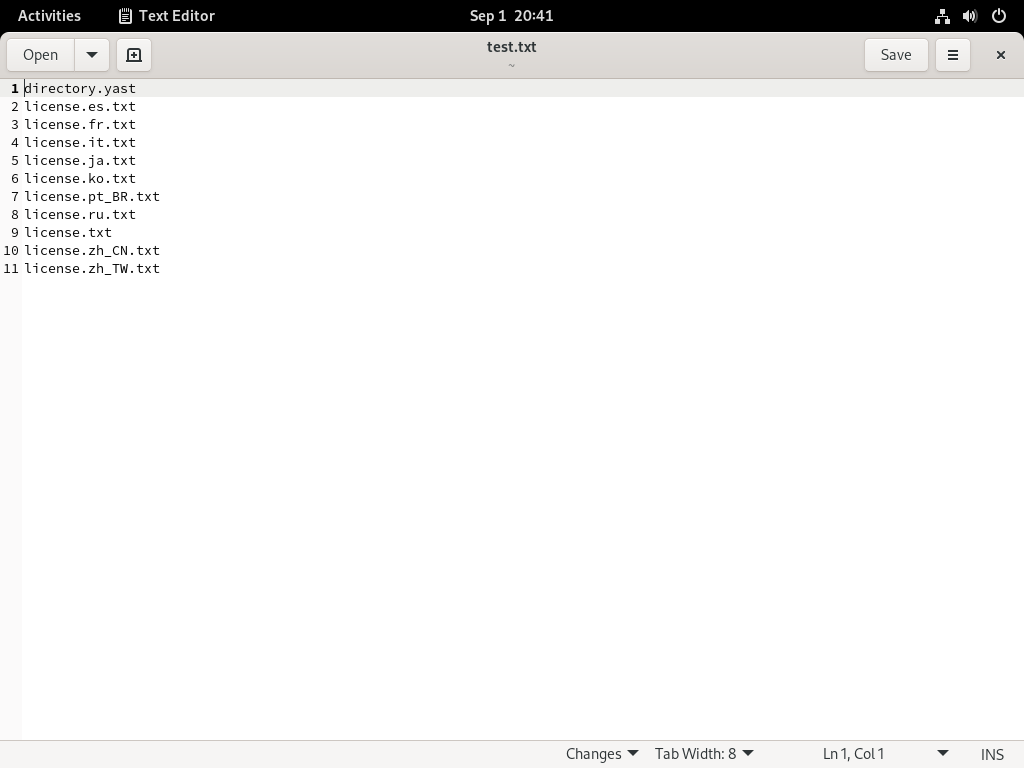 Activities Text Editor Sep 1 20:41
Open test.txt Save
~
1 directory.yast
2 license.es.txt
3 license.fr.txt
4 license.it.txt
5 license.ja.txt
6 license.ko.txt
7 license.pt_BR.txt
8 license.ru.txt
9 license.txt
10 license.zh_CN.txt
11 license.zh_TW.txt
Changes Tab Width: 8 Ln 1, Col 1 INS